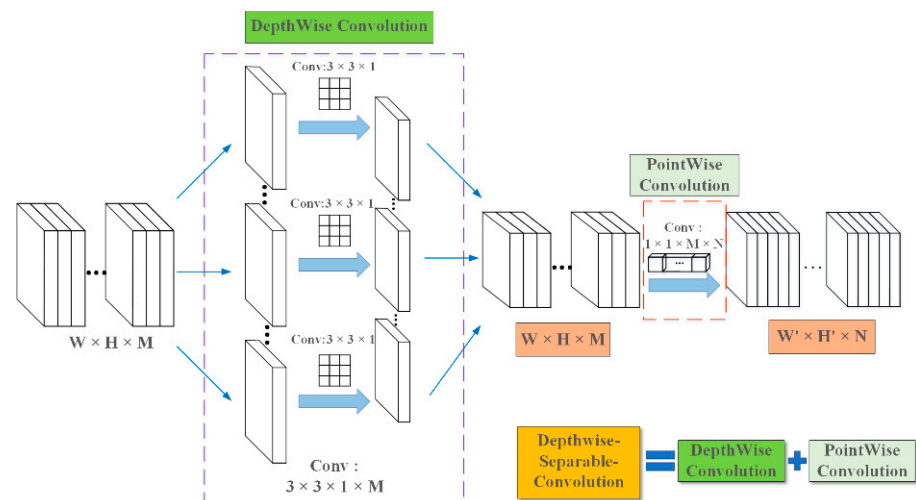 DepthWise Convolution
Conv:3 × 3 × 1
Conv:3 × 3 × 1
Conv:3 × 3 × 1
Conv :
3 × 3 × 1 × M
W × H × M
W × H × M
PointWise
Convolution
Conv :
1 × 1 × M × N
W' × H' × N
Depthwise-
Separable-
Convolution
=
DepthWise
Convolution
+
PointWise
Convolution